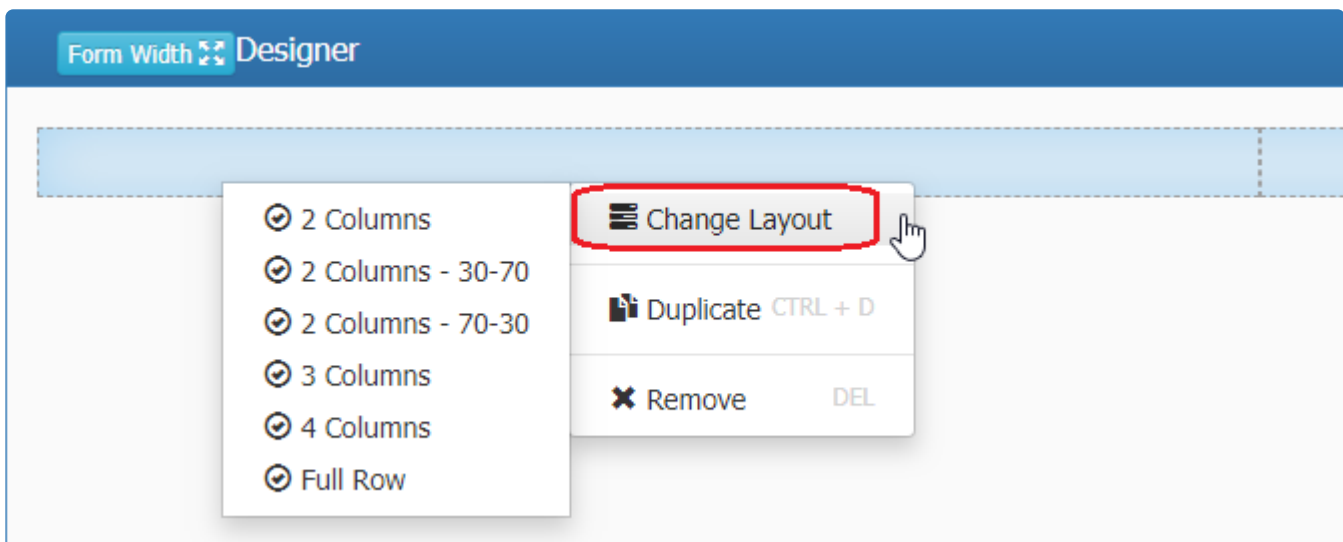 Form Width Designer
2 Columns
2 Columns - 30-70
2 Columns - 70-30
3 Columns
4 Columns
Full Row
Change Layout
Duplicate CTRL + D
Remove DEL